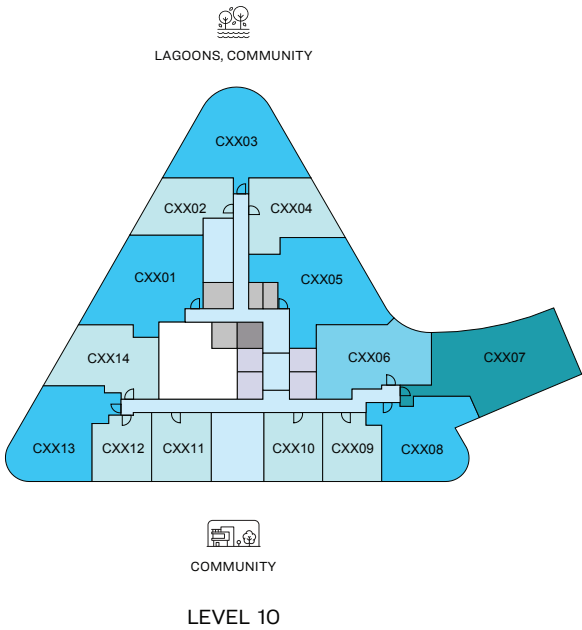 LAGOONS, COMMUNITY
CXX03
CXX02
CXX04
CXX01
CXX05
CXX14
CXX06
CXX07
CXX13
CXX12
CXX11
CXX10
CXX09
CXX08
COMMUNITY
LEVEL 10